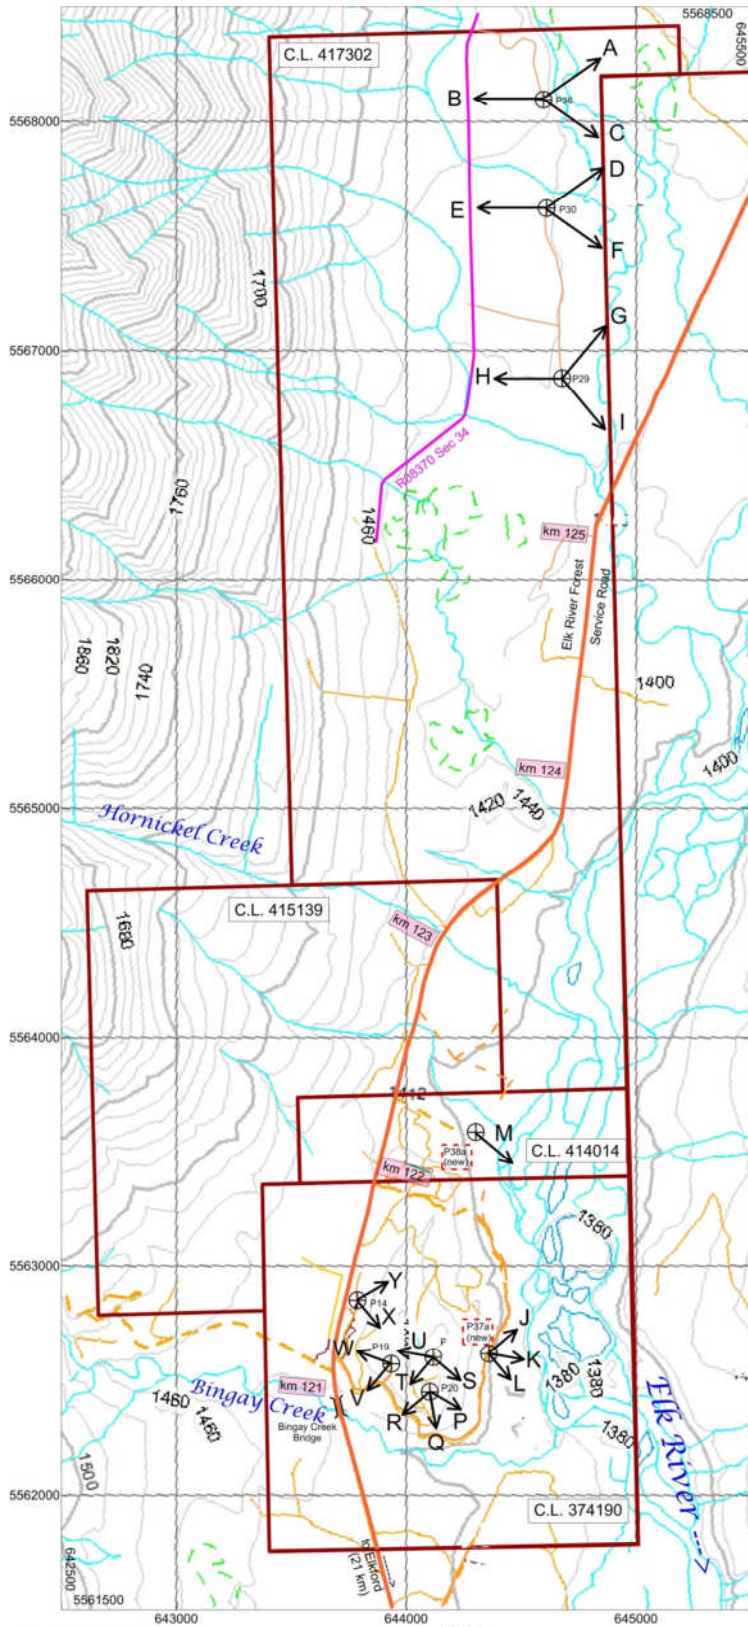 5568500
645500
C.L. 417302
A
B
P36
C
5568000
D
E
P30
F
1700
G
5567000
H
P29
I
R08370 Sec 34
1760
1460
km 125
5566000
Elk River Forest
Service Road
1860
1820
1740
1400
1400
km 124
1420
1440
5565000
Hornickel Creek
C.L. 415139
1680
km 123
5564000
1412
M
P38a
(new)
C.L. 414014
km 122
1380
5563000
Y
P14
X
J
P37a
(new)
W
P19
U
P
K
T
S
L
1380
1380
km 121
V
P20
R
P
Q
Bingay Creek
Bingay Creek
Bridge
1460
1460
1380
Elk River --->
1500
5562000
C.L. 374190
to Elkford
(21 km)
642500
5561500
643000
644000
645000